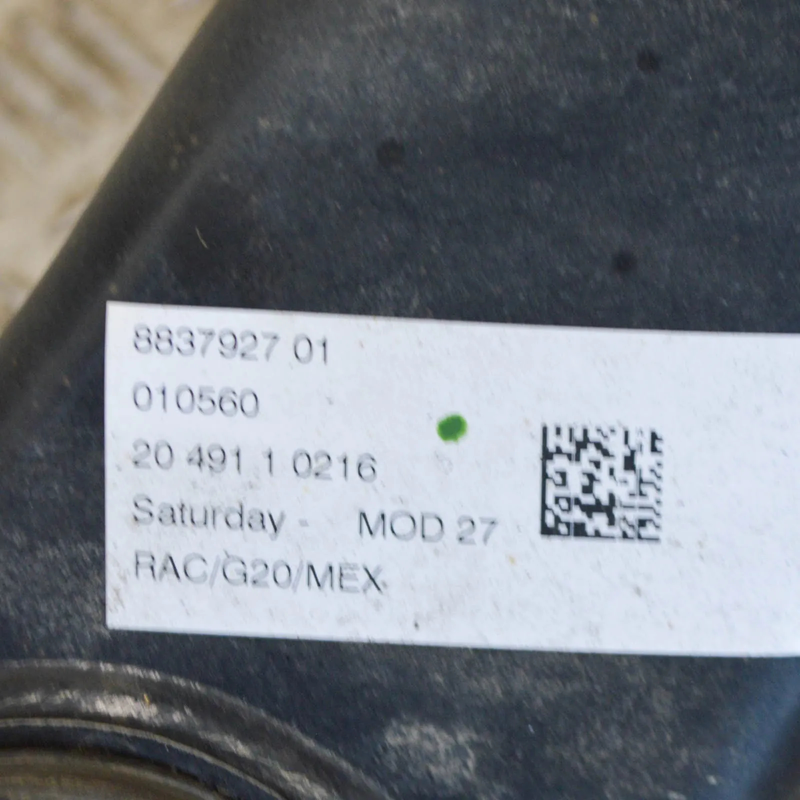 8837927 01
010560
20 491 1 0216
Saturday - MOD 27
RAC/G20/MEX